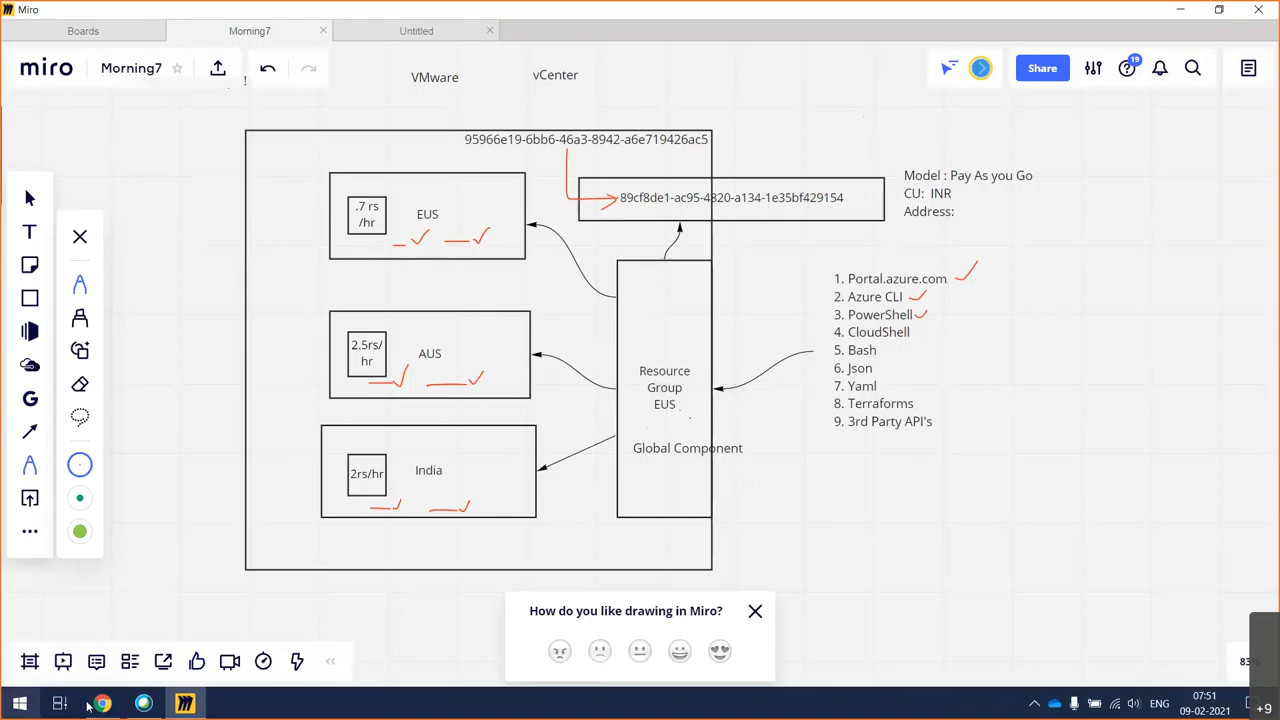 Miro
Boards
Morning7
Untitled
miro
Morning7
!
VMware
vCenter
Share
19
95966e19-6bb6-46a3-8942-a6e719426ac5
89cf8de1-ac95-4820-a134-1e35bf429154
Model : Pay As you Go
CU: INR
Address:
.7 rs
/hr
EUS
2.5rs/
hr
AUS
2rs/hr
India
Resource
Group
EUS
Global Component
1. Portal.azure.com
2. Azure CLI
3. PowerShell
4. CloudShell
5. Bash
6. Json
7. Yaml
8. Terraforms
9. 3rd Party API's
T
G
How do you like drawing in Miro?
ENG
07:51
09-02-2021
+9